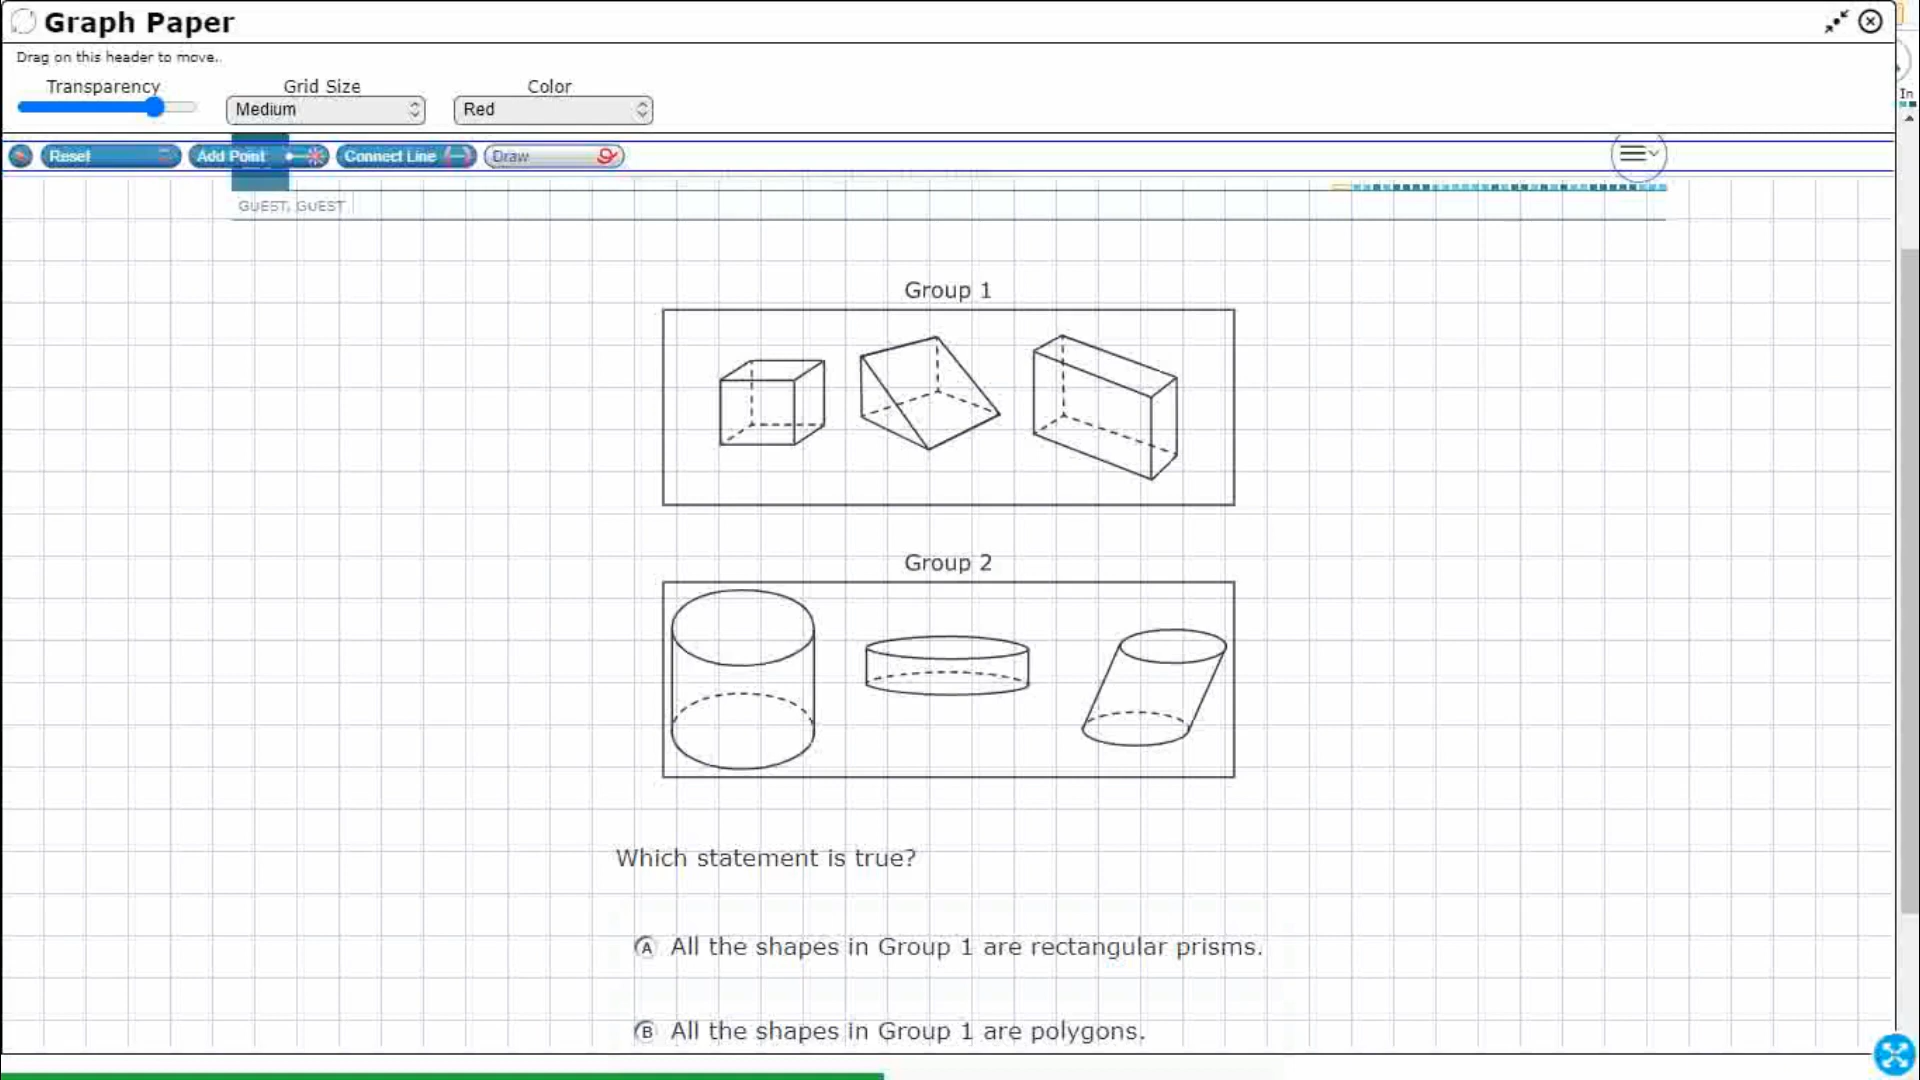 Graph Paper
Drag on this header to move..
Transparency
Grid Size
Color
Medium
Red
In
Reset
Add Point
Connect Line
Draw
GUEST, GUEST
Group 1
Group 2
Which statement is true?
A All the shapes in Group 1 are rectangular prisms.
B All the shapes in Group 1 are polygons.